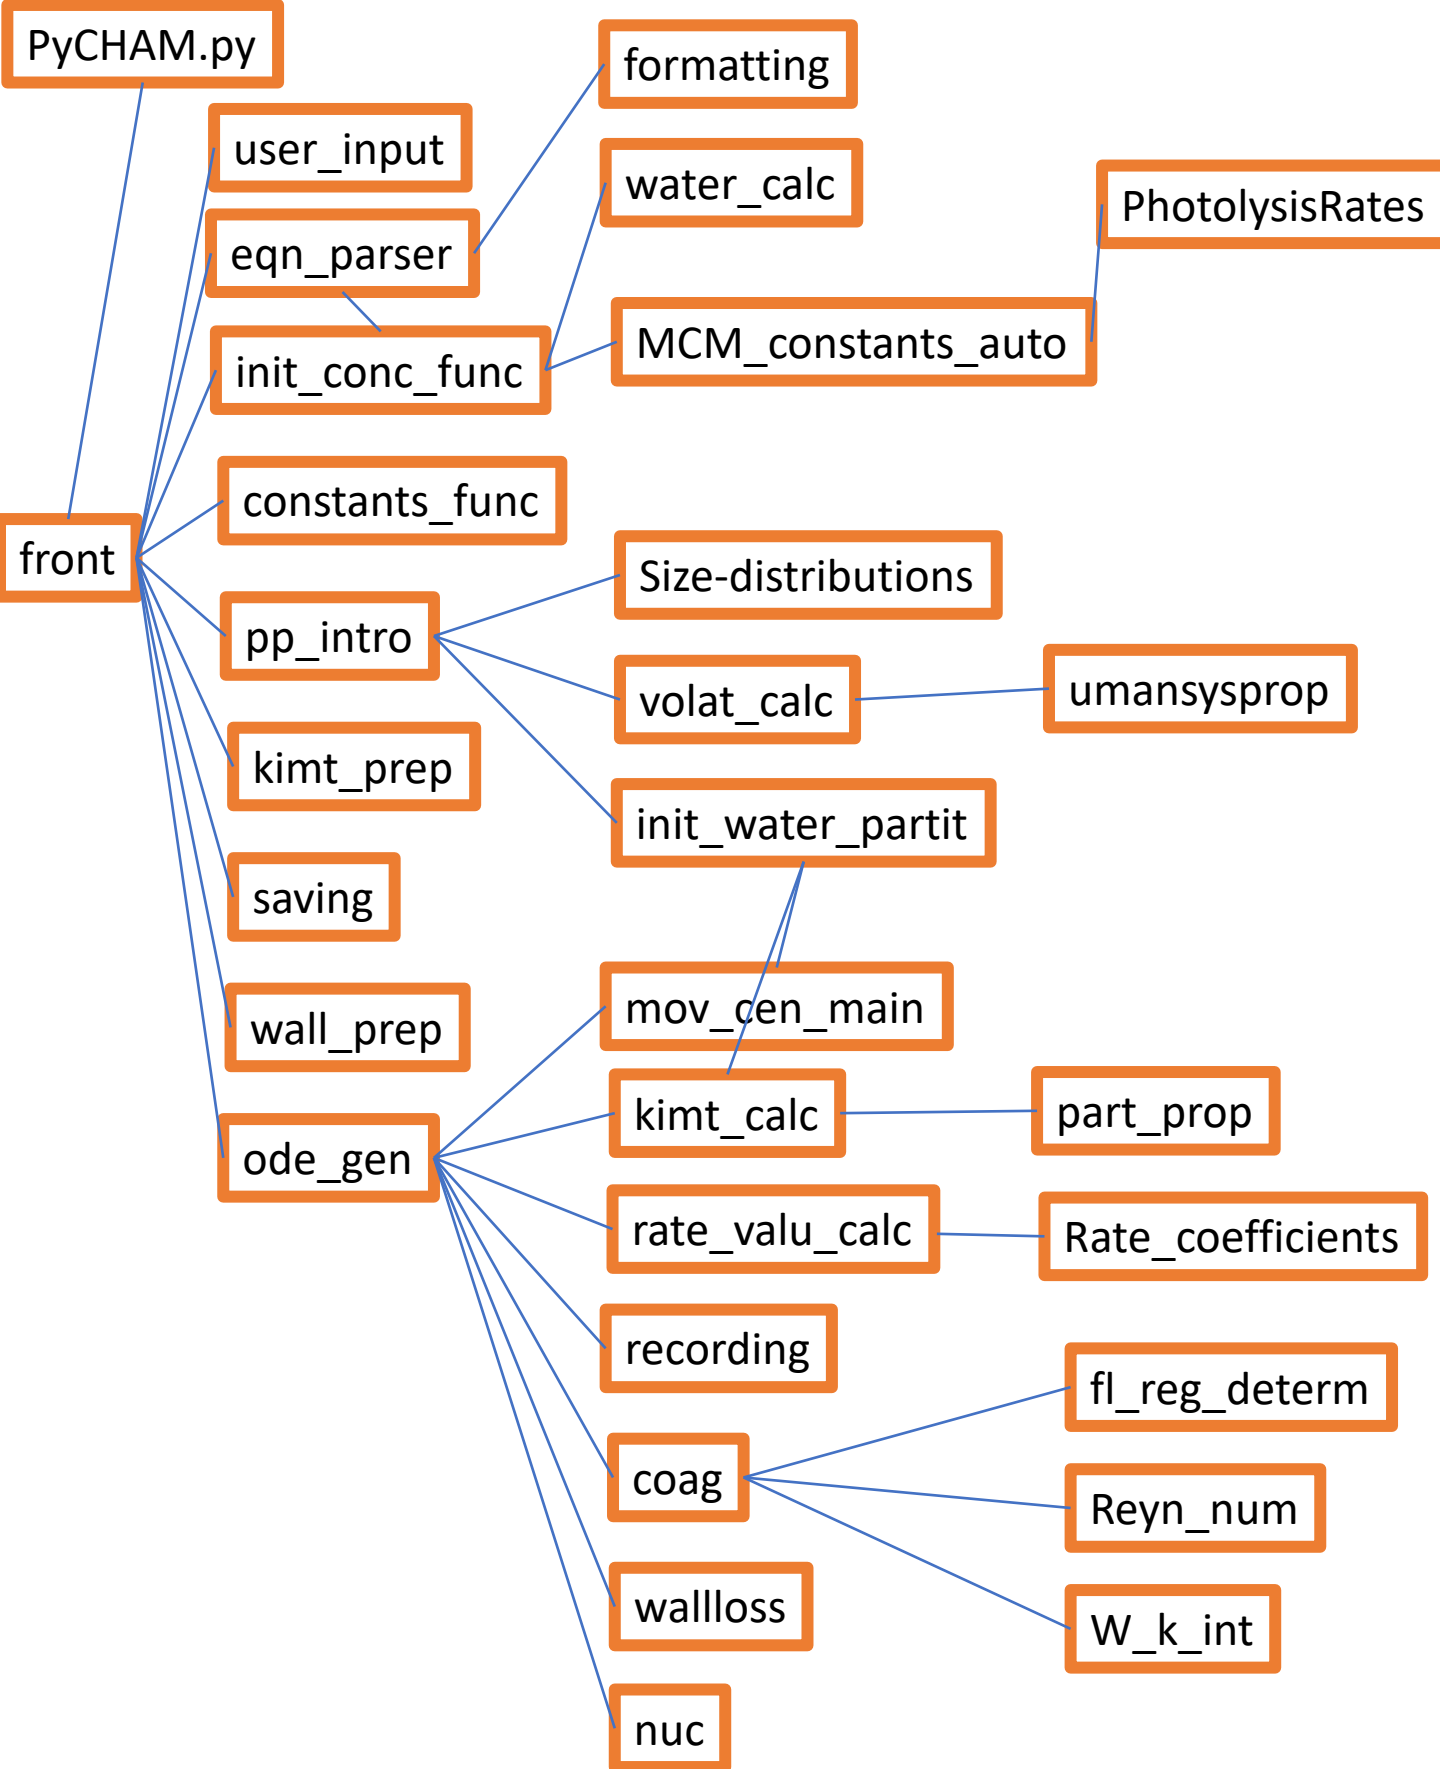 PyCHAM.py
formatting
user_input
water_calc
PhotolysisRates
eqn_parser
MCM_constants_auto
init_conc_func
constants_func
front
Size-distributions
pp_intro
volat_calc
umansysprop
kimt_prep
init_water_partit
saving
mov_cen_main
wall_prep
kimt_calc
part_prop
ode_gen
rate_valu_calc
Rate_coefficients
recording
fl_reg_determ
coag
Reyn_num
wallloss
W_k_int
nuc